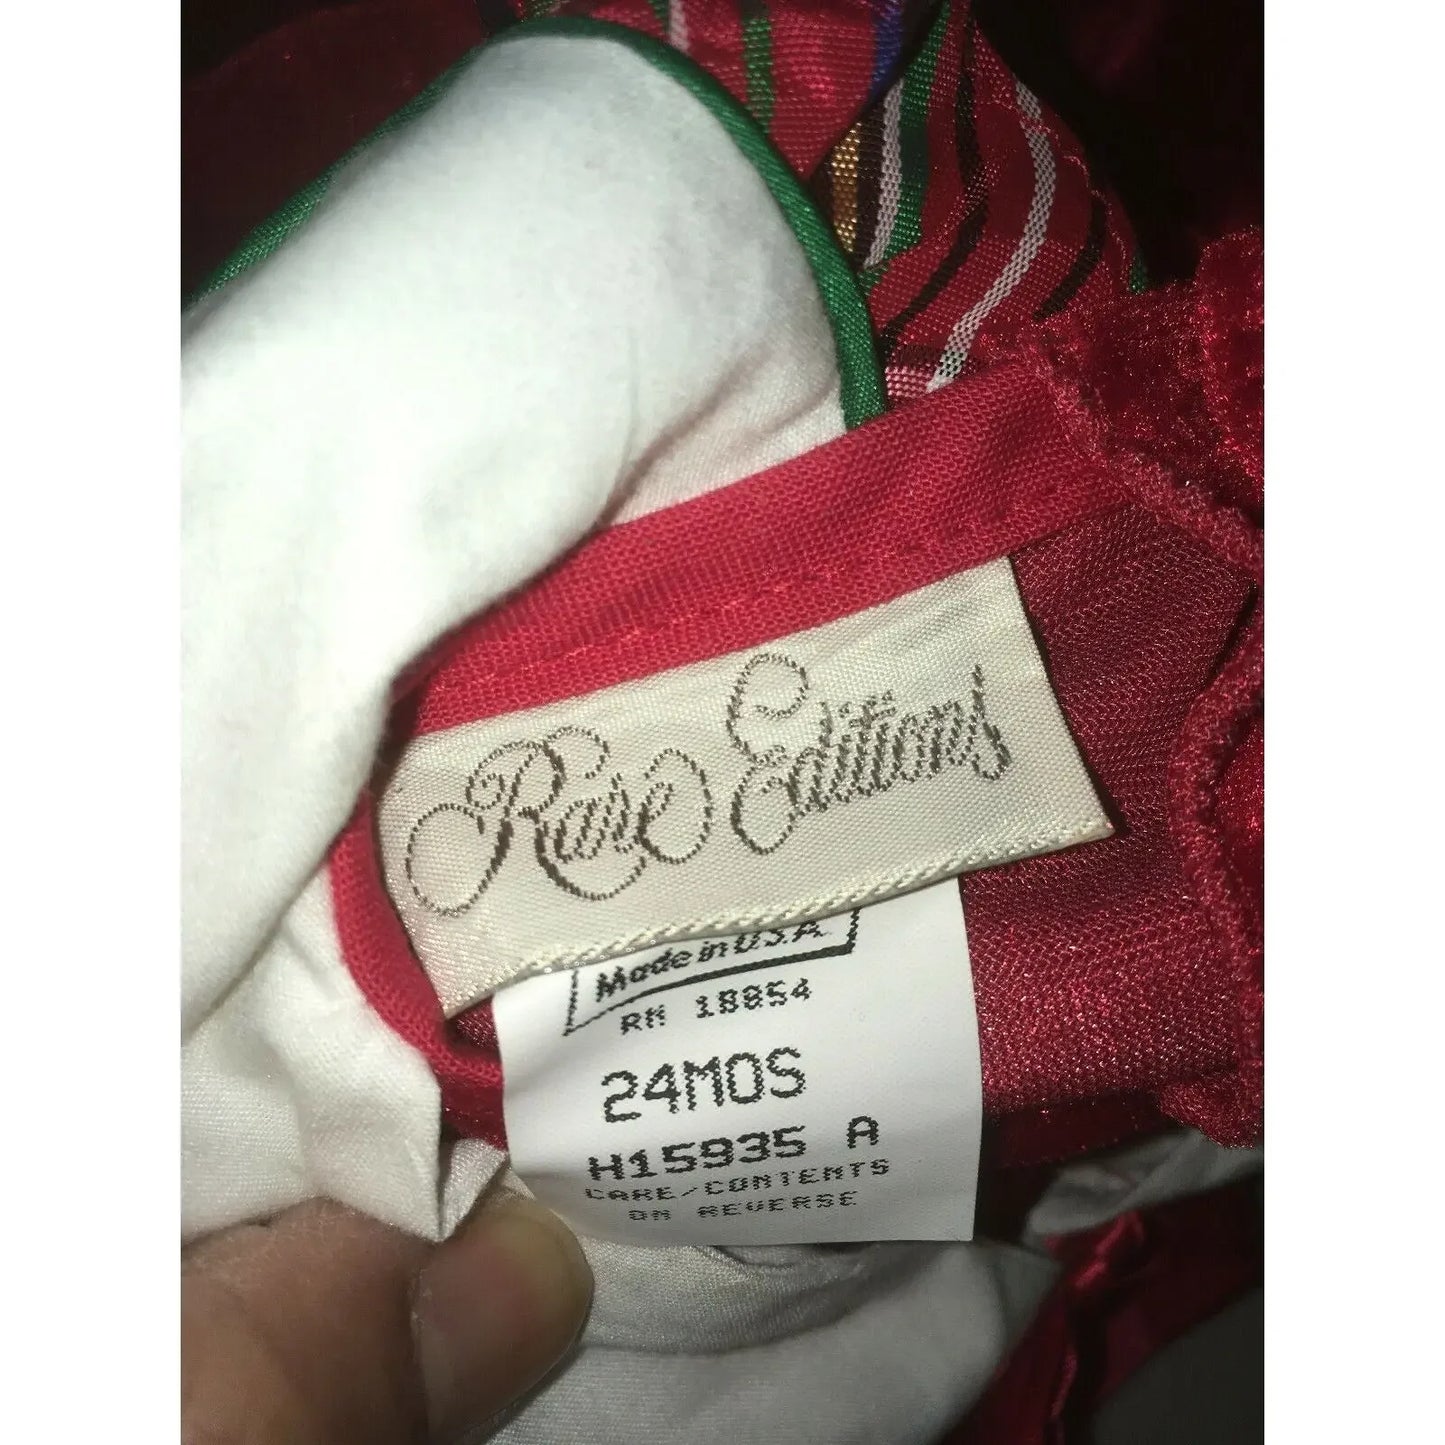 Rare Editions
Made in U.S.A.
RN 18854
24MOS
H15935 A
CARE/CONTENTS
ON REVERSE